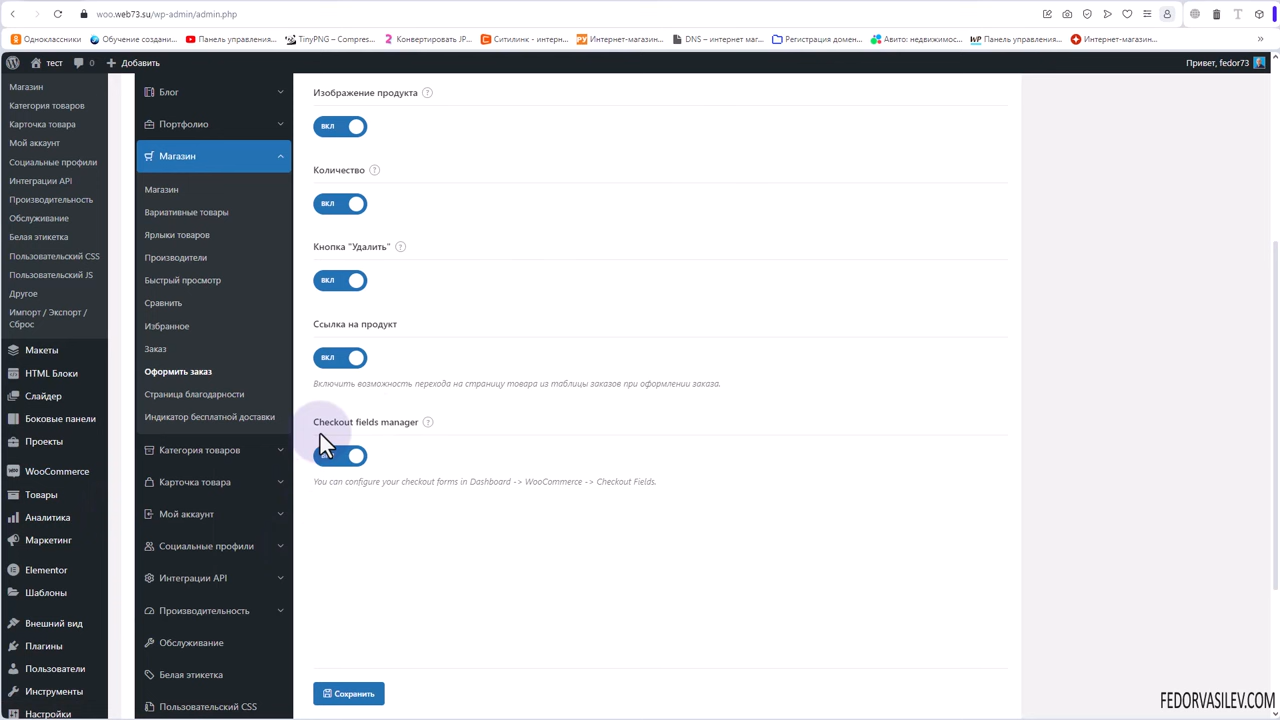 woo.web73.su/wp-admin/admin.php
Одноклассники
Обучение создани...
Панель управления...
TinyPNG – Compres...
Конвертировать JP...
Ситилинк - интерн...
Интернет-магазин...
DNS – интернет маг...
Регистрация домен...
Авито: недвижимос...
Панель управления...
Интернет-магазин...
тест
0
Добавить
Привет, fedor73
Магазин
Категория товаров
Карточка товара
Мой аккаунт
Социальные профили
Интеграции API
Производительность
Обслуживание
Белая этикетка
Пользовательский CSS
Пользовательский JS
Другое
Импорт / Экспорт /
Сброс
Макеты
HTML Блоки
Слайдер
Боковые панели
Проекты
WooCommerce
Товары
Аналитика
Маркетинг
Elementor
Шаблоны
Внешний вид
Плагины
Пользователи
Инструменты
Настройки
Блог
Портфолио
Магазин
Магазин
Вариативные товары
Ярлыки товаров
Производители
Быстрый просмотр
Сравнить
Избранное
Заказ
Оформить заказ
Страница благодарности
Индикатор бесплатной доставки
Категория товаров
Карточка товара
Мой аккаунт
Социальные профили
Интеграции API
Производительность
Обслуживание
Белая этикетка
Пользовательский CSS
Изображение продукта
ВКЛ
Количество
ВКЛ
Кнопка "Удалить"
ВКЛ
Ссылка на продукт
ВКЛ
Включить возможность перехода на страницу товара из таблицы заказов при оформлении заказа.
Checkout fields manager
You can configure your checkout forms in Dashboard -> WooCommerce -> Checkout Fields.
Сохранить
FEDORVASILEV.COM